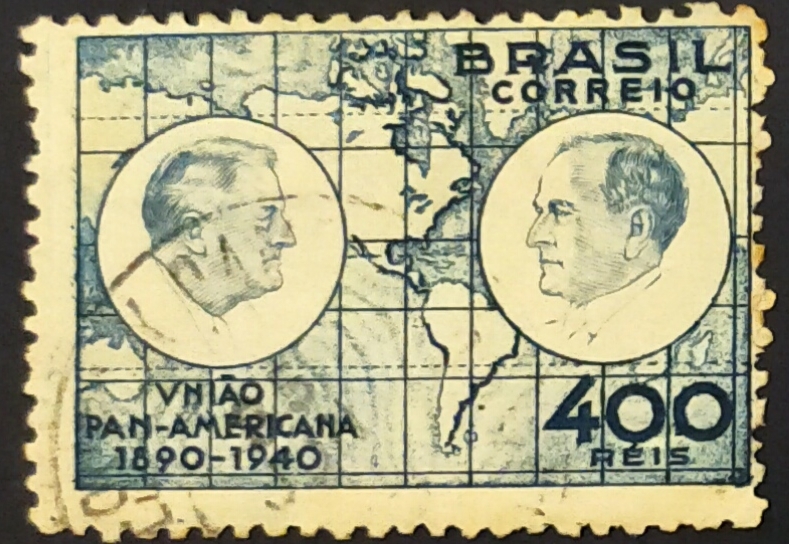 BRASIL
CORREIO
VNIÃO
PAN-AMERICANA
1890-1940
400
RÉIS